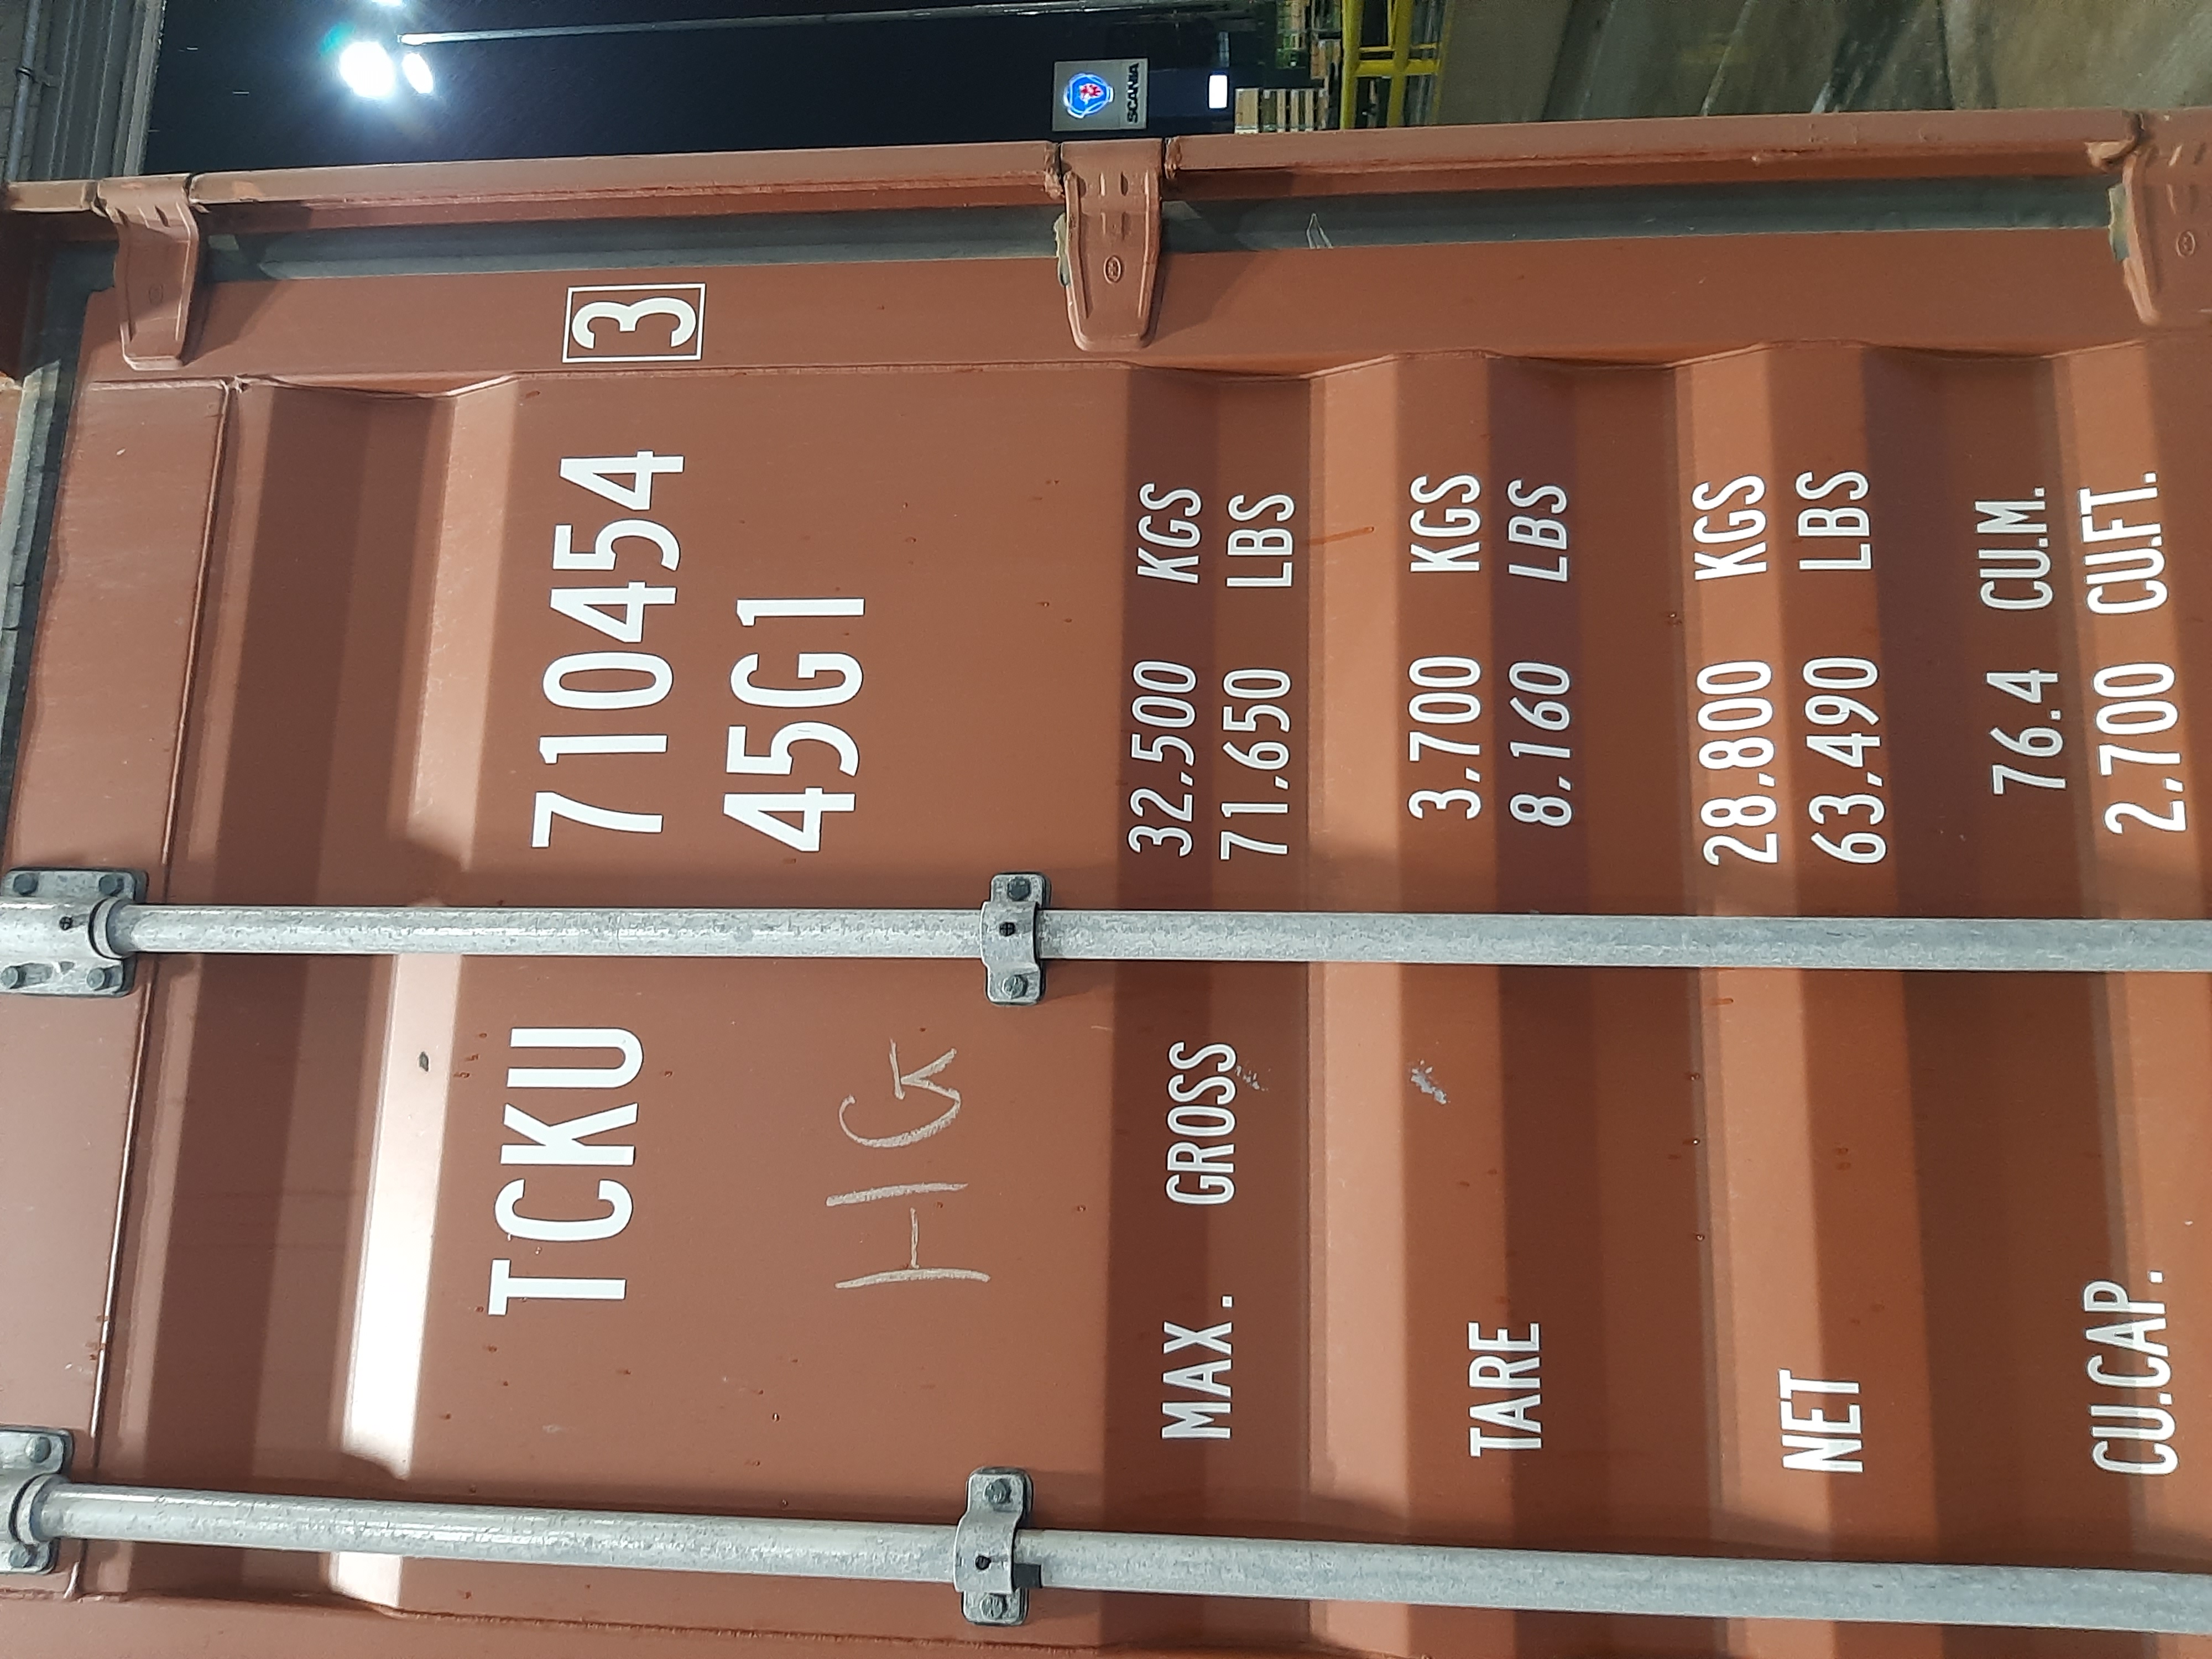 SCANIA
TCKU 710454 3
45G1
HG
MAX. GROSS 32.500 KGS
71.650 LBS
TARE 3.700 KGS
8.160 LBS
NET 28.800 KGS
63.490 LBS
76.4 CU.M.
CU.CAP. 2.700 CU.FT.